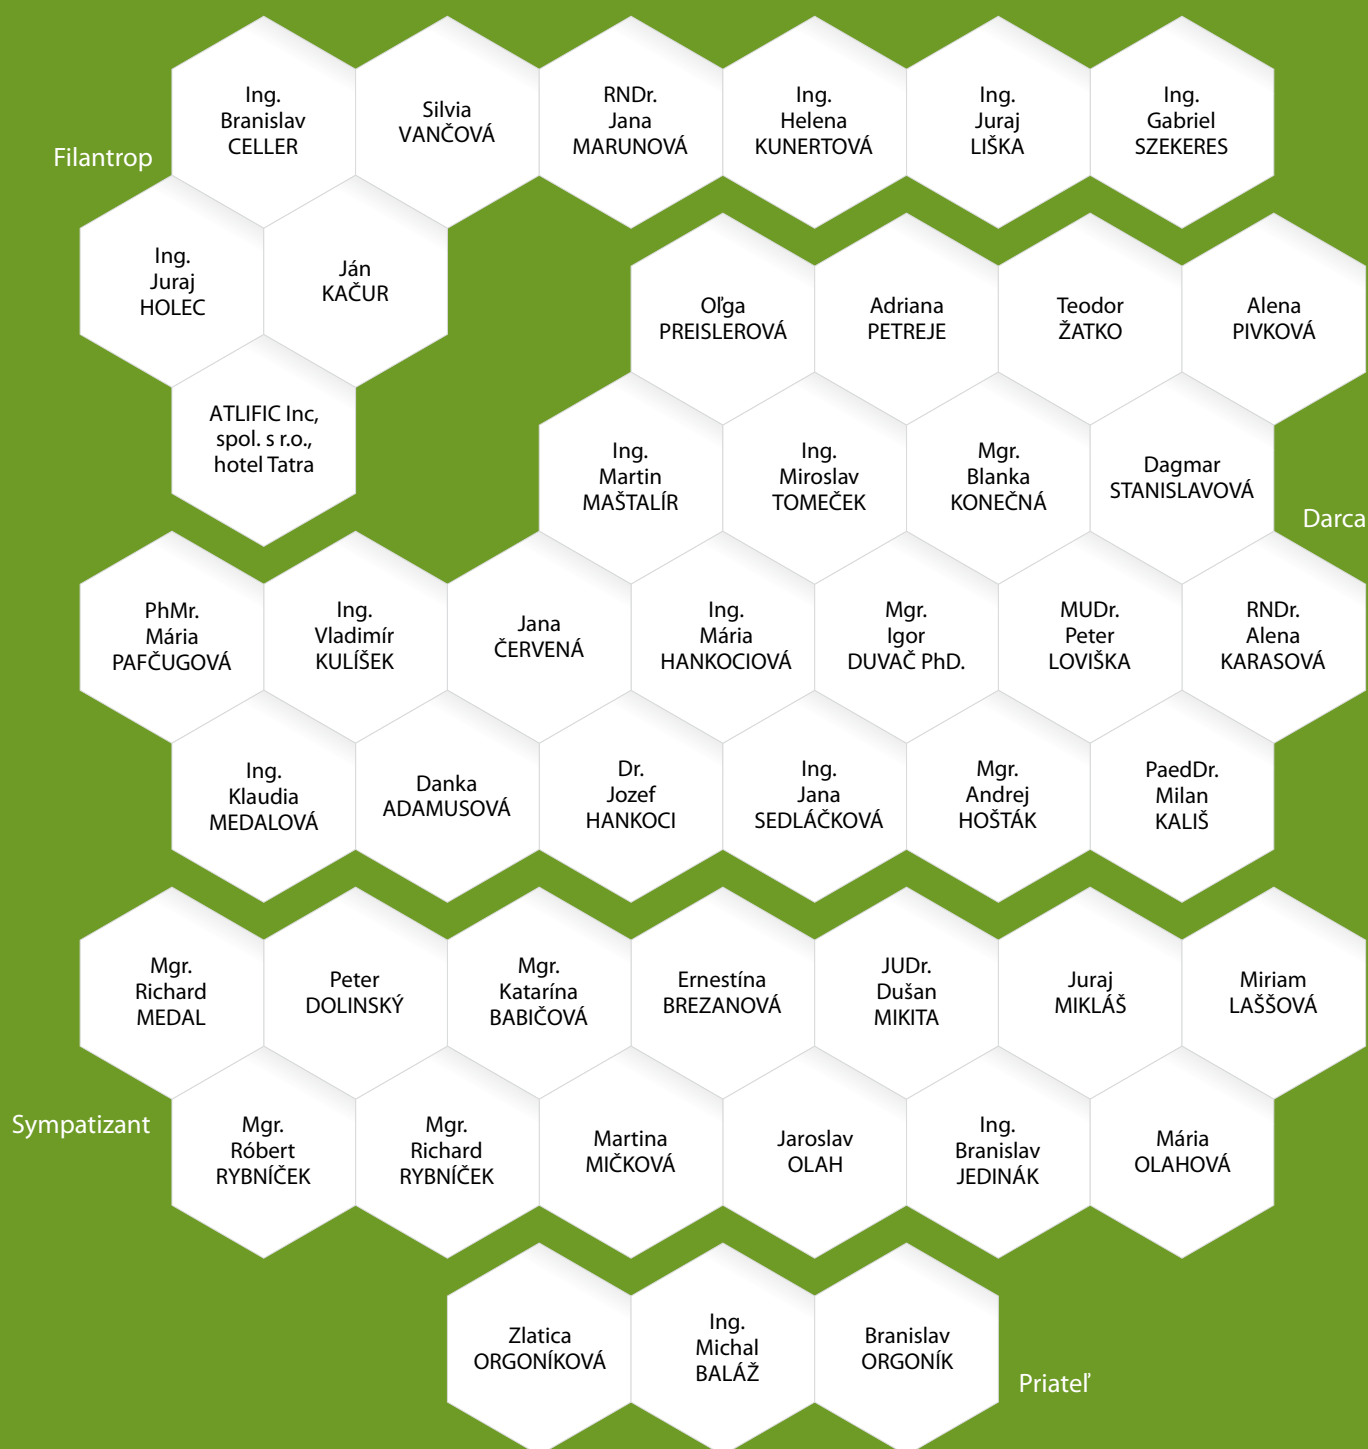 Filantrop
Ing.
Branislav
CELLER
Silvia
VANČOVÁ
RNDr.
Jana
MARUNOVÁ
Ing.
Helena
KUNERTOVÁ
Ing.
Juraj
LIŠKA
Ing.
Gabriel
SZEKERES
Ing.
Juraj
HOLEC
Ján
KAČUR
ATLIFIC Inc,
spol. s r.o.,
hotel Tatra
Oľga
PREISLEROVÁ
Adriana
PETREJE
Teodor
ŽATKO
Alena
PIVKOVÁ
Ing.
Martin
MAŠTALÍR
Ing.
Miroslav
TOMEČEK
Mgr.
Blanka
KONEČNÁ
Dagmar
STANISLAVOVÁ
Darca
PhMr.
Mária
PAFČUGOVÁ
Ing.
Vladimír
KULÍŠEK
Jana
ČERVENÁ
Ing.
Mária
HANKOCIOVÁ
Mgr.
Igor
DUVAČ PhD.
MUDr.
Peter
LOVIŠKA
RNDr.
Alena
KARASOVÁ
Ing.
Klaudia
MEDALOVÁ
Danka
ADAMUSOVÁ
Dr.
Jozef
HANKOCI
Ing.
Jana
SEDLÁČKOVÁ
Mgr.
Andrej
HOŠTÁK
PaedDr.
Milan
KALIŠ
Mgr.
Richard
MEDAL
Peter
DOLINSKÝ
Mgr.
Katarína
BABIČOVÁ
Ernestína
BREZANOVÁ
JUDr.
Dušan
MIKITA
Juraj
MIKLÁŠ
Miriam
LAŠŠOVÁ
Sympatizant
Mgr.
Róbert
RYBNÍČEK
Mgr.
Richard
RYBNÍČEK
Martina
MIČKOVÁ
Jaroslav
OLAH
Ing.
Branislav
JEDINÁK
Mária
OLAHOVÁ
Zlatica
ORGONÍKOVÁ
Ing.
Michal
BALÁŽ
Branislav
ORGONÍK
Priateľ